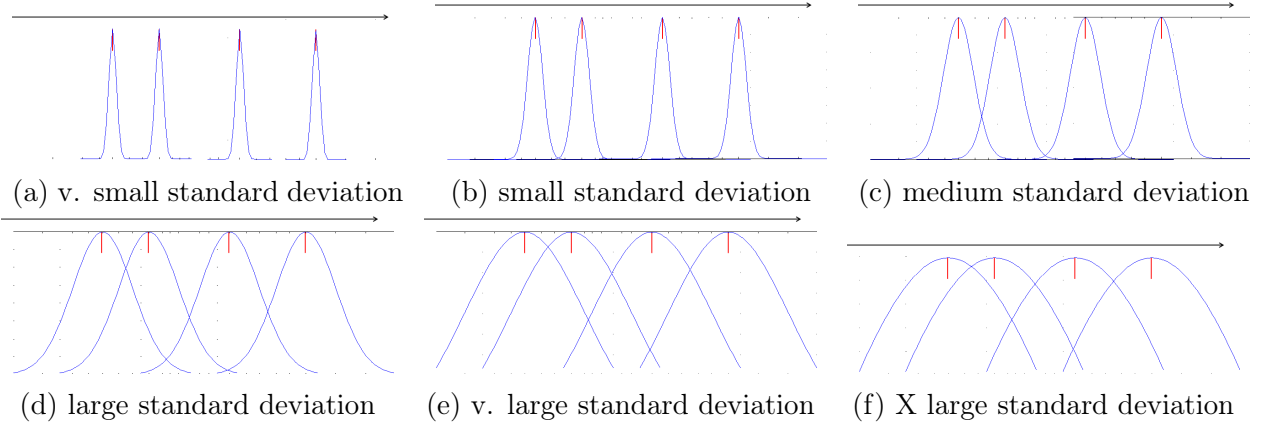 (a) v. small standard deviation
(b) small standard deviation
(c) medium standard deviation
(d) large standard deviation
(e) v. large standard deviation
(f) X large standard deviation